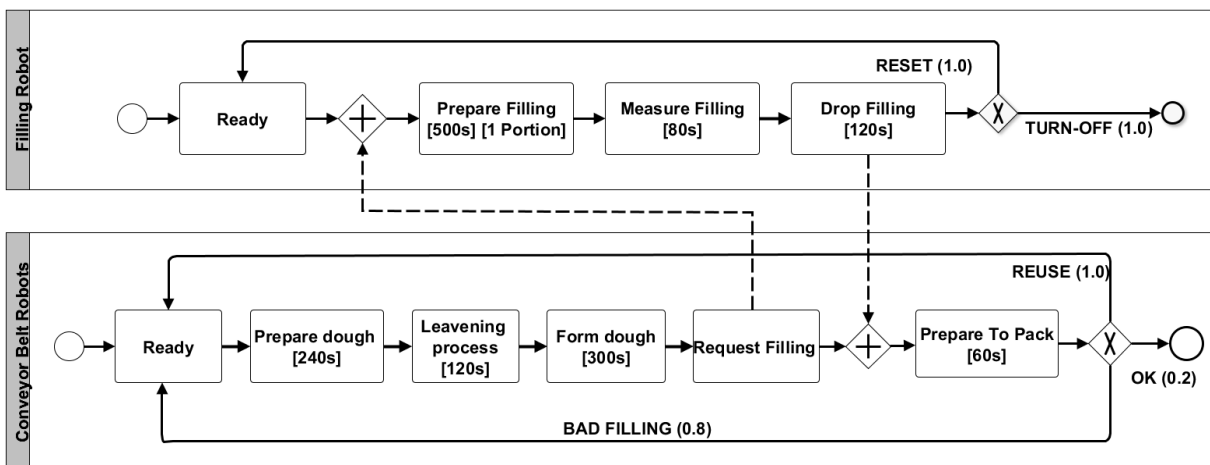 Filling Robot
RESET (1.0)
Ready
Prepare Filling
[500s] [1 Portion]
Measure Filling
[80s]
Drop Filling
[120s]
X
TURN-OFF (1.0)
Conveyor Belt Robots
REUSE (1.0)
Ready
Prepare dough
[240s]
Leavening
process
[120s]
Form dough
[300s]
Request Filling
Prepare To Pack
[60s]
X
OK (0.2)
BAD FILLING (0.8)